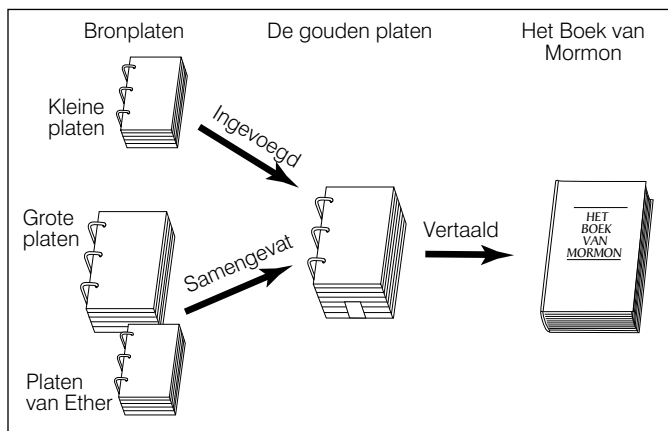 Bronplaten
De gouden platen
Het Boek van
Mormon
Kleine
platen
Ingevoegd
Grote
platen
Samengevat
Vertaald
HET
BOEK
VAN
MORMON
Platen
van Ether